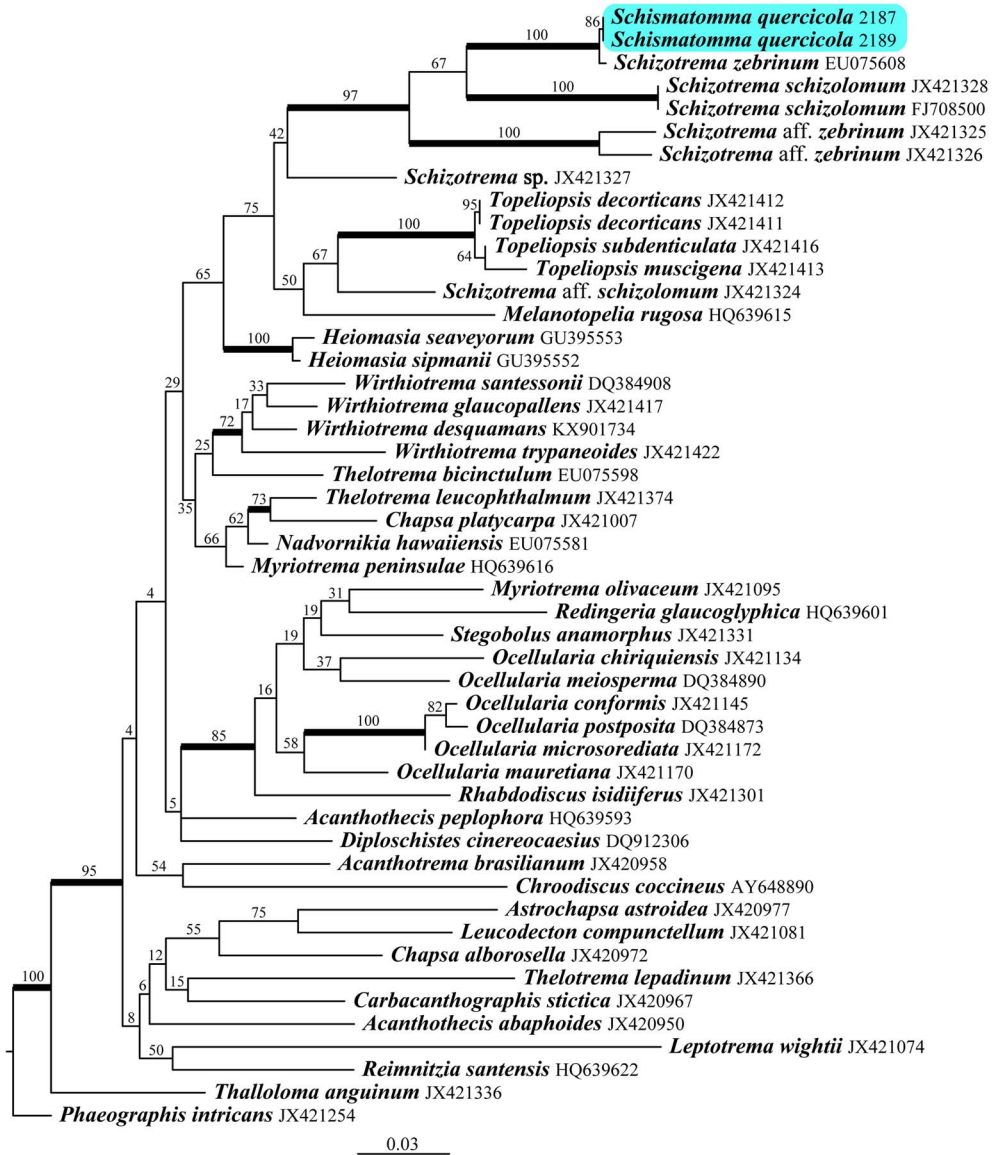 86
Schismatomma quercicola 2187
100
Schismatomma quercicola 2189
67
Schizotrema zebrinum EU075608
100
Schizotrema schizolomum JX421328
97
Schizotrema schizolomum FJ708500
100
Schizotrema aff. zebrinum JX421325
42
Schizotrema aff. zebrinum JX421326
Schizotrema sp. JX421327
95
Topeliopsis decorticans JX421412
75
Topeliopsis decorticans JX421411
100
Topeliopsis subdenticulata JX421416
67
64
Topeliopsis muscigena JX421413
65
50
Schizotrema aff. schizolomum JX421324
Melanotopelia rugosa HQ639615
100
Heiomasia seaveyorum GU395553
Heiomasia sipmanii GU395552
29
33
Wirthiotrema santessonii DQ384908
17
Wirthiotrema glaucopallens JX421417
72
Wirthiotrema desquamans KX901734
25
Wirthiotrema trypaneoides JX421422
Thelotrema bicinctulum EU075598
35
73
Thelotrema leucophthalmum JX421374
62
Chapsa platycarpa JX421007
66
Nadvornikia hawaiiensis EU075581
Myriotrema peninsulae HQ639616
4
31
Myriotrema olivaceum JX421095
19
Redingeria glaucoglyphica HQ639601
19
Stegobolus anamorphus JX421331
37
Ocellularia chiriquiensis JX421134
16
Ocellularia meiosperma DQ384890
82
Ocellularia conformis JX421145
4
100
Ocellularia postposita DQ384873
85
58
Ocellularia microsorediata JX421172
Ocellularia mauretiana JX421170
Rhabdodiscus isidiiferus JX421301
5
Acanthothecis peplophora HQ639593
Diploschistes cinereocaesius DQ912306
54
Acanthotrema brasilianum JX420958
95
Chroodiscus coccineus AY648890
75
Astrochapsa astroidea JX420977
55
Leucodecton compunctellum JX421081
12
Chapsa alborosella JX420972
100
15
Thelotrema lepadinum JX421366
6
Carbacanthographis stictica JX420967
8
Acanthothecis abaphoides JX420950
50
Leptotrema wightii JX421074
Reimnitzia santensis HQ639622
Thalloloma anguinum JX421336
Phaeographis intricans JX421254
0.03